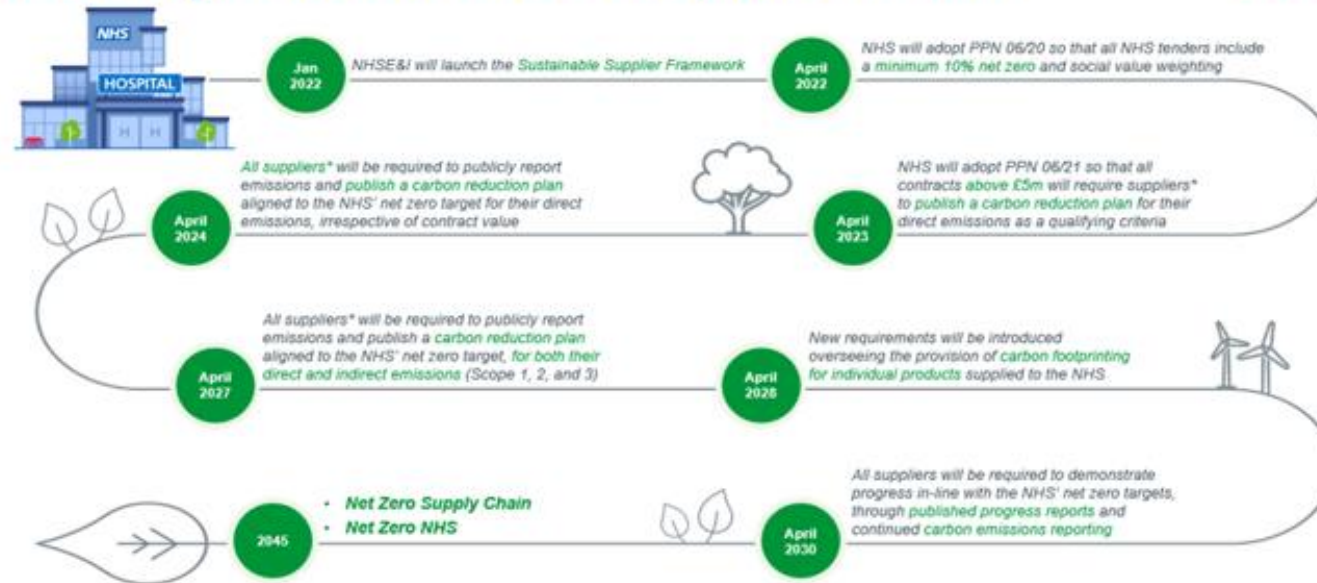 NHS
HOSPITAL
Jan
2022
NHSE&I will launch the Sustainable Supplier Framework
April
2022
NHS will adopt PPN 06/20 so that all NHS tenders include
a minimum 10% net zero and social value weighting
April
2023
NHS will adopt PPN 06/21 so that all
contracts above £5m will require suppliers*
to publish a carbon reduction plan for their
direct emissions as a qualifying criteria
April
2024
All suppliers* will be required to publicly report
emissions and publish a carbon reduction plan
aligned to the NHS' net zero target for their direct
emissions, irrespective of contract value
April
2027
All suppliers* will be required to publicly report
emissions and publish a carbon reduction plan
aligned to the NHS' net zero target, for both their
direct and indirect emissions (Scope 1, 2, and 3)
April
2028
New requirements will be introduced
overseeing the provision of carbon footprinting
for individual products supplied to the NHS
April
2030
All suppliers will be required to demonstrate
progress in-line with the NHS' net zero targets,
through published progress reports and
continued carbon emissions reporting
2045
• Net Zero Supply Chain
• Net Zero NHS